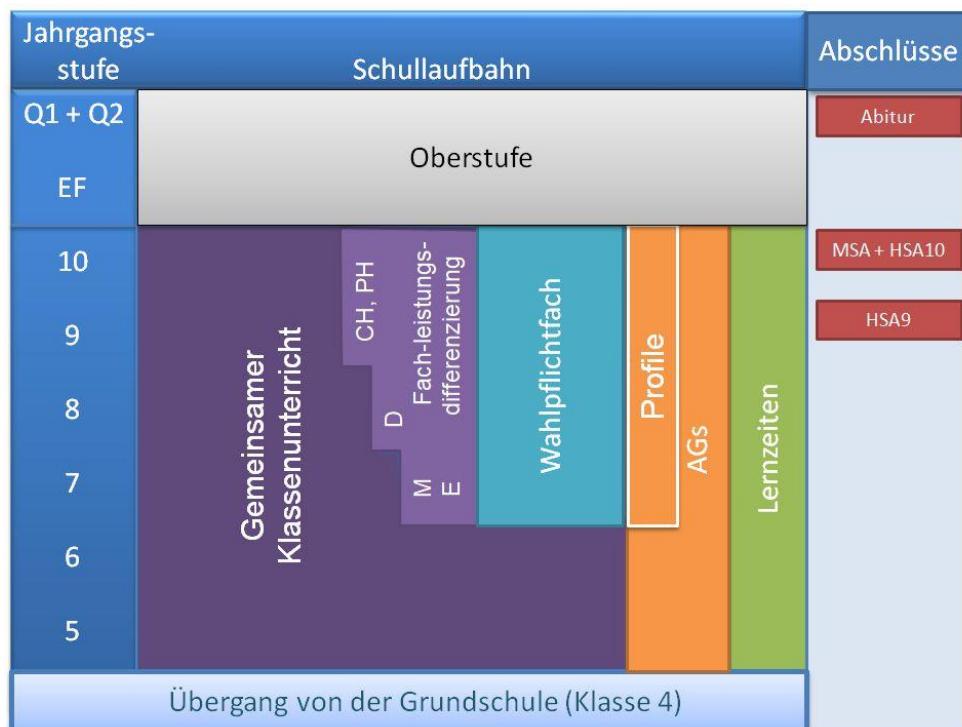 Jahrgangs-
stufe
Schullaufbahn
Abschlüsse
Q1 + Q2
EF
10
9
8
7
6
5
Oberstufe
Gemeinsamer
Klassenunterricht
CH, PH
D
M
E
Fach-leistungs-
differenzierung
Wahlpflichtfach
Profile
AGs
Lernzeiten
Abitur
MSA + HSA10
HSA9
Übergang von der Grundschule (Klasse 4)